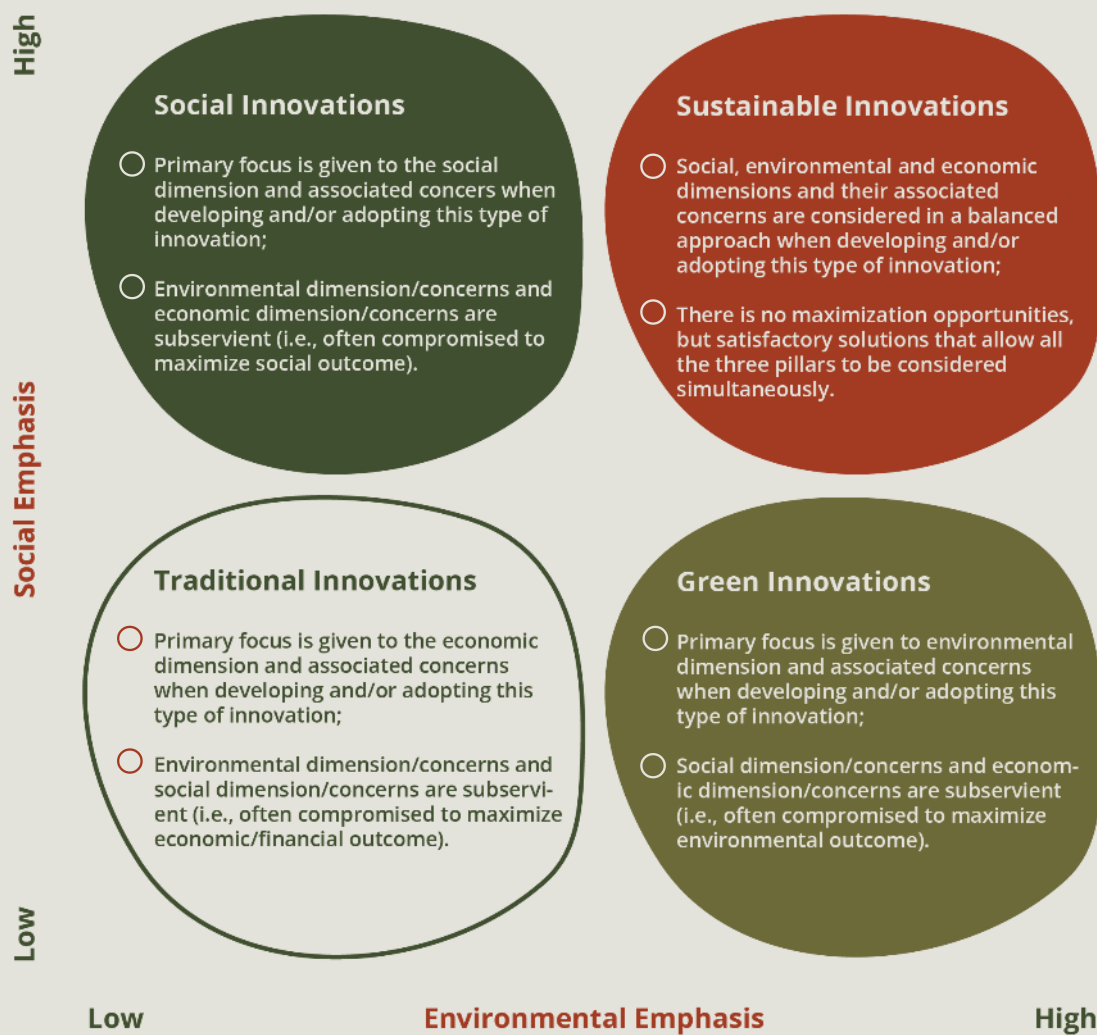 High
Social Innovations
Primary focus is given to the social
dimension and associated concers when
developing and/or adopting this type of
innovation;
Environmental dimension/concerns and
economic dimension/concerns are
subservient (i.e., often compromised to
maximize social outcome).
Sustainable Innovations
Social, environmental and economic
dimensions and their associated
concerns are considered in a balanced
approach when developing and/or
adopting this type of innovation;
There is no maximization opportunities,
but satisfactory solutions that allow all
the three pillars to be considered
simultaneously.
Social Emphasis
Traditional Innovations
Primary focus is given to the economic
dimension and associated concerns
when developing and/or adopting this
type of innovation;
Environmental dimension/concerns and
social dimension/concerns are subservi-
ent (i.e., often compromised to maximize
economic/financial outcome).
Green Innovations
Primary focus is given to environmental
dimension and associated concerns
when developing and/or adopting this
type of innovation;
Social dimension/concerns and econom-
ic dimension/concerns are subservient
(i.e., often compromised to maximize
environmental outcome).
Low
Low
Environmental Emphasis
High